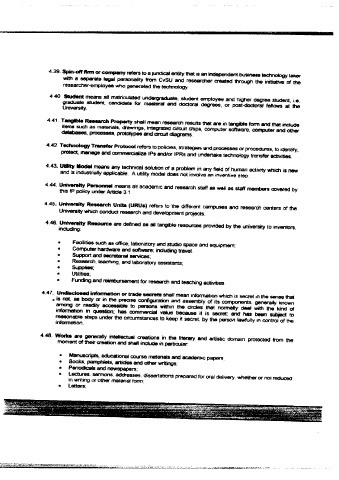 4.39. Spin-off firm or company refers to a juridical entity that is an independent business technology taker
with a separate legal personality from CvSU and researcher created through the initiative of the
researcher-employee who generated the technology.
4.40. Student means all matriculated undergraduate, student employee and higher degree student, i.e.
graduate student, candidate for masteral and doctoral degrees, or post-doctoral fellows at the
University.
4.41. Tangible Research Property shall mean research results that are in tangible form and that include
items such as materials, drawings, integrated circuit chips, computer software, computer and other
databases, processes, prototypes and circuit diagrams.
4.42. Technology Transfer Protocol refers to policies, strategies and processes or procedures, to identify,
protect, manage and commercialize IPs and/or IPRs and undertake technology transfer activities.
4.43. Utility Model means any technical solution of a problem in any field of human activity which is new
and is industrially applicable. A utility model does not involve an inventive step.
4.44. University Personnel means all academic and research staff as well as staff members covered by
this IP policy under Article 3.1
4.45. University Research Units (URUs) refers to the different campuses and research centers of the
University which conduct research and development projects.
4.46. University Resource are defined as all tangible resources provided by the university to inventors,
including:
• Facilities such as office, laboratory and studio space and equipment;
• Computer hardware and software; including travel
• Support and secretarial services;
• Research, teaching, and laboratory assistants;
• Supplies;
• Utilities;
• Funding and reimbursement for research and teaching activities
4.47. Undisclosed information or trade secrets shall mean information which is secret in the sense that
is not, as body or in the precise configuration and assembly of its components, generally known
among or readily accessible to persons within the circles that normally deal with the kind of
information in question; has commercial value because it is secret; and has been subject to
reasonable steps under the circumstances to keep it secret, by the person lawfully in control of the
information.
4.48. Works are generally intellectual creations in the literary and artistic domain protected from the
moment of their creation and shall include in particular:
• Manuscripts, educational course materials and academic papers
• Books, pamphlets, articles and other writings;
• Periodicals and newspapers;
• Lectures, sermons, addresses, dissertations prepared for oral delivery, whether or not reduced
in writing or other material form;
• Letters;